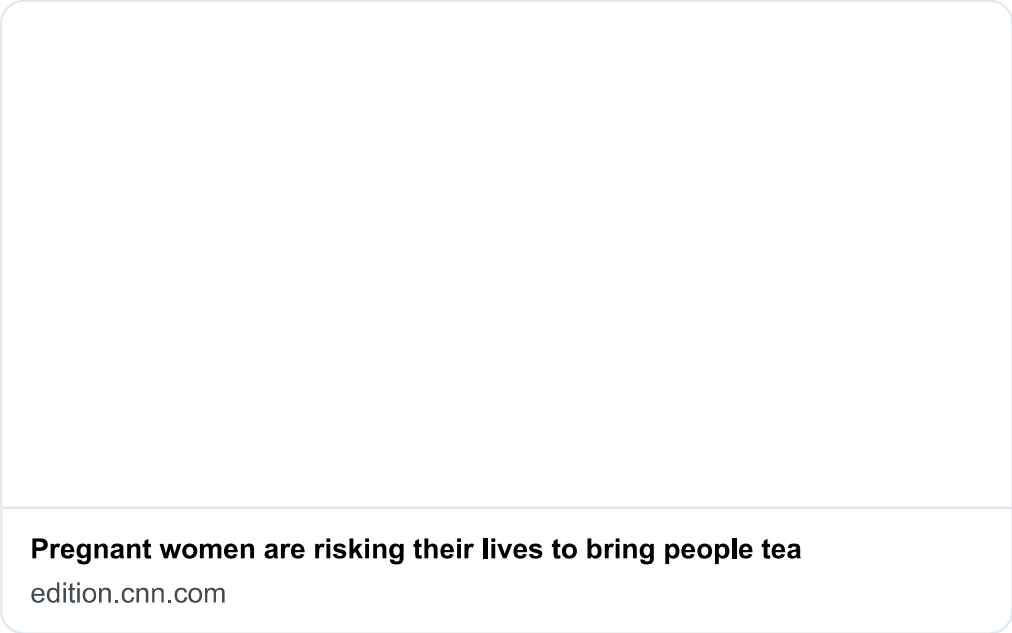 Pregnant women are risking their lives to bring people tea
edition.cnn.com